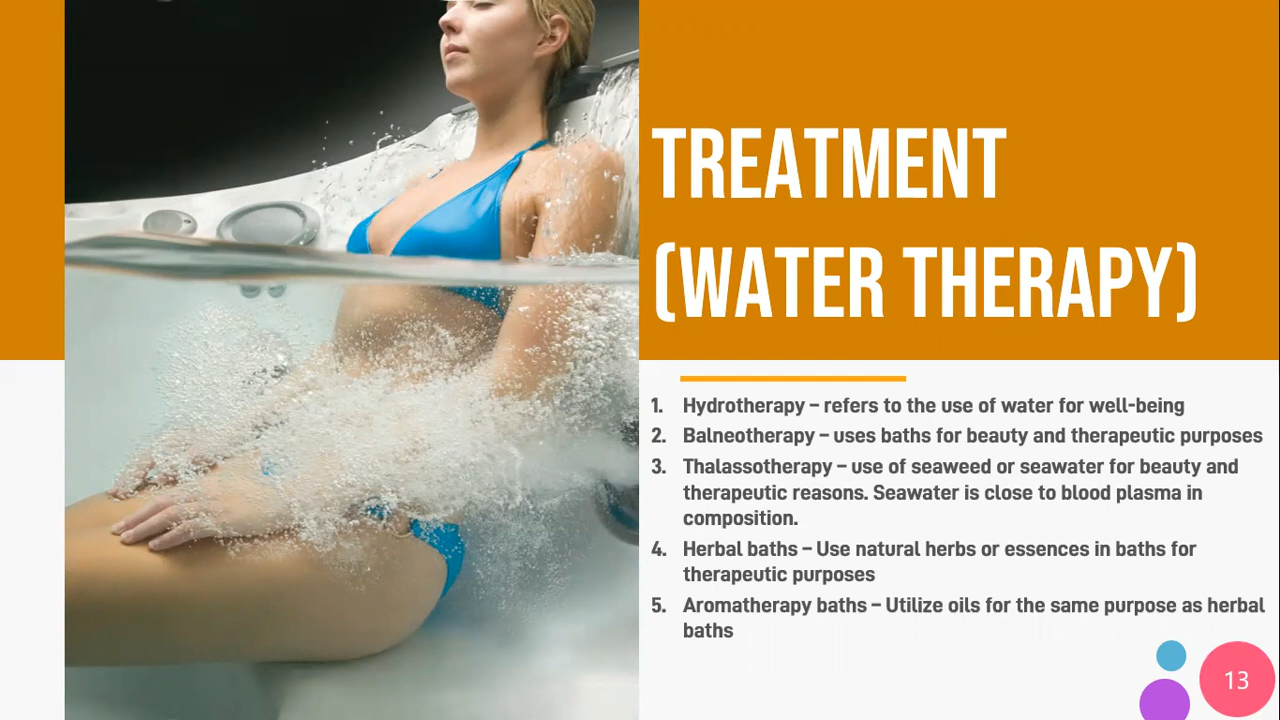 TREATMENT
(WATER THERAPY)
1. Hydrotherapy – refers to the use of water for well-being
2. Balneotherapy – uses baths for beauty and therapeutic purposes
3. Thalassotherapy – use of seaweed or seawater for beauty and
therapeutic reasons. Seawater is close to blood plasma in
composition.
4. Herbal baths – Use natural herbs or essences in baths for
therapeutic purposes
5. Aromatherapy baths – Utilize oils for the same purpose as herbal
baths
13